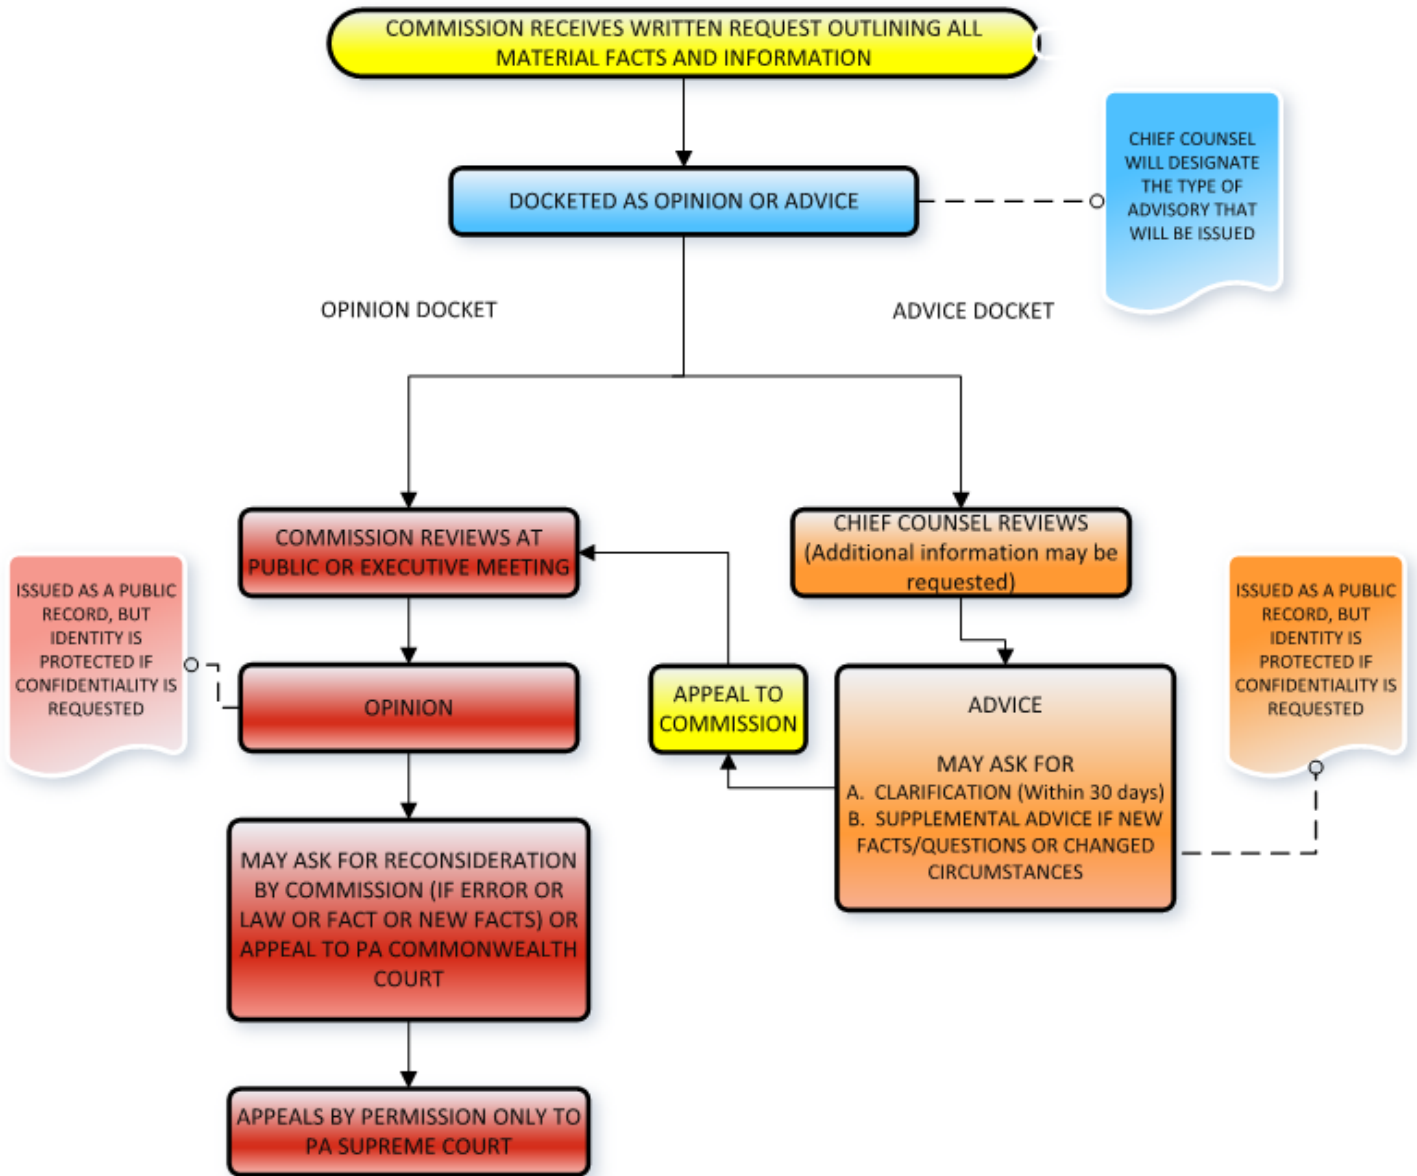 COMMISSION RECEIVES WRITTEN REQUEST OUTLINING ALL
MATERIAL FACTS AND INFORMATION
CHIEF COUNSEL
WILL DESIGNATE
THE TYPE OF
ADVISORY THAT
WILL BE ISSUED
DOCKETED AS OPINION OR ADVICE
OPINION DOCKET
ADVICE DOCKET
COMMISSION REVIEWS AT
PUBLIC OR EXECUTIVE MEETING
CHIEF COUNSEL REVIEWS
(Additional information may be
requested)
ISSUED AS A PUBLIC
RECORD, BUT
IDENTITY IS
PROTECTED IF
CONFIDENTIALITY IS
REQUESTED
OPINION
APPEAL TO
COMMISSION
ADVICE
MAY ASK FOR
A. CLARIFICATION (Within 30 days)
B. SUPPLEMENTAL ADVICE IF NEW
FACTS/QUESTIONS OR CHANGED
CIRCUMSTANCES
ISSUED AS A PUBLIC
RECORD, BUT
IDENTITY IS
PROTECTED IF
CONFIDENTIALITY IS
REQUESTED
MAY ASK FOR RECONSIDERATION
BY COMMISSION (IF ERROR OR
LAW OR FACT OR NEW FACTS) OR
APPEAL TO PA COMMONWEALTH
COURT
APPEALS BY PERMISSION ONLY TO
PA SUPREME COURT